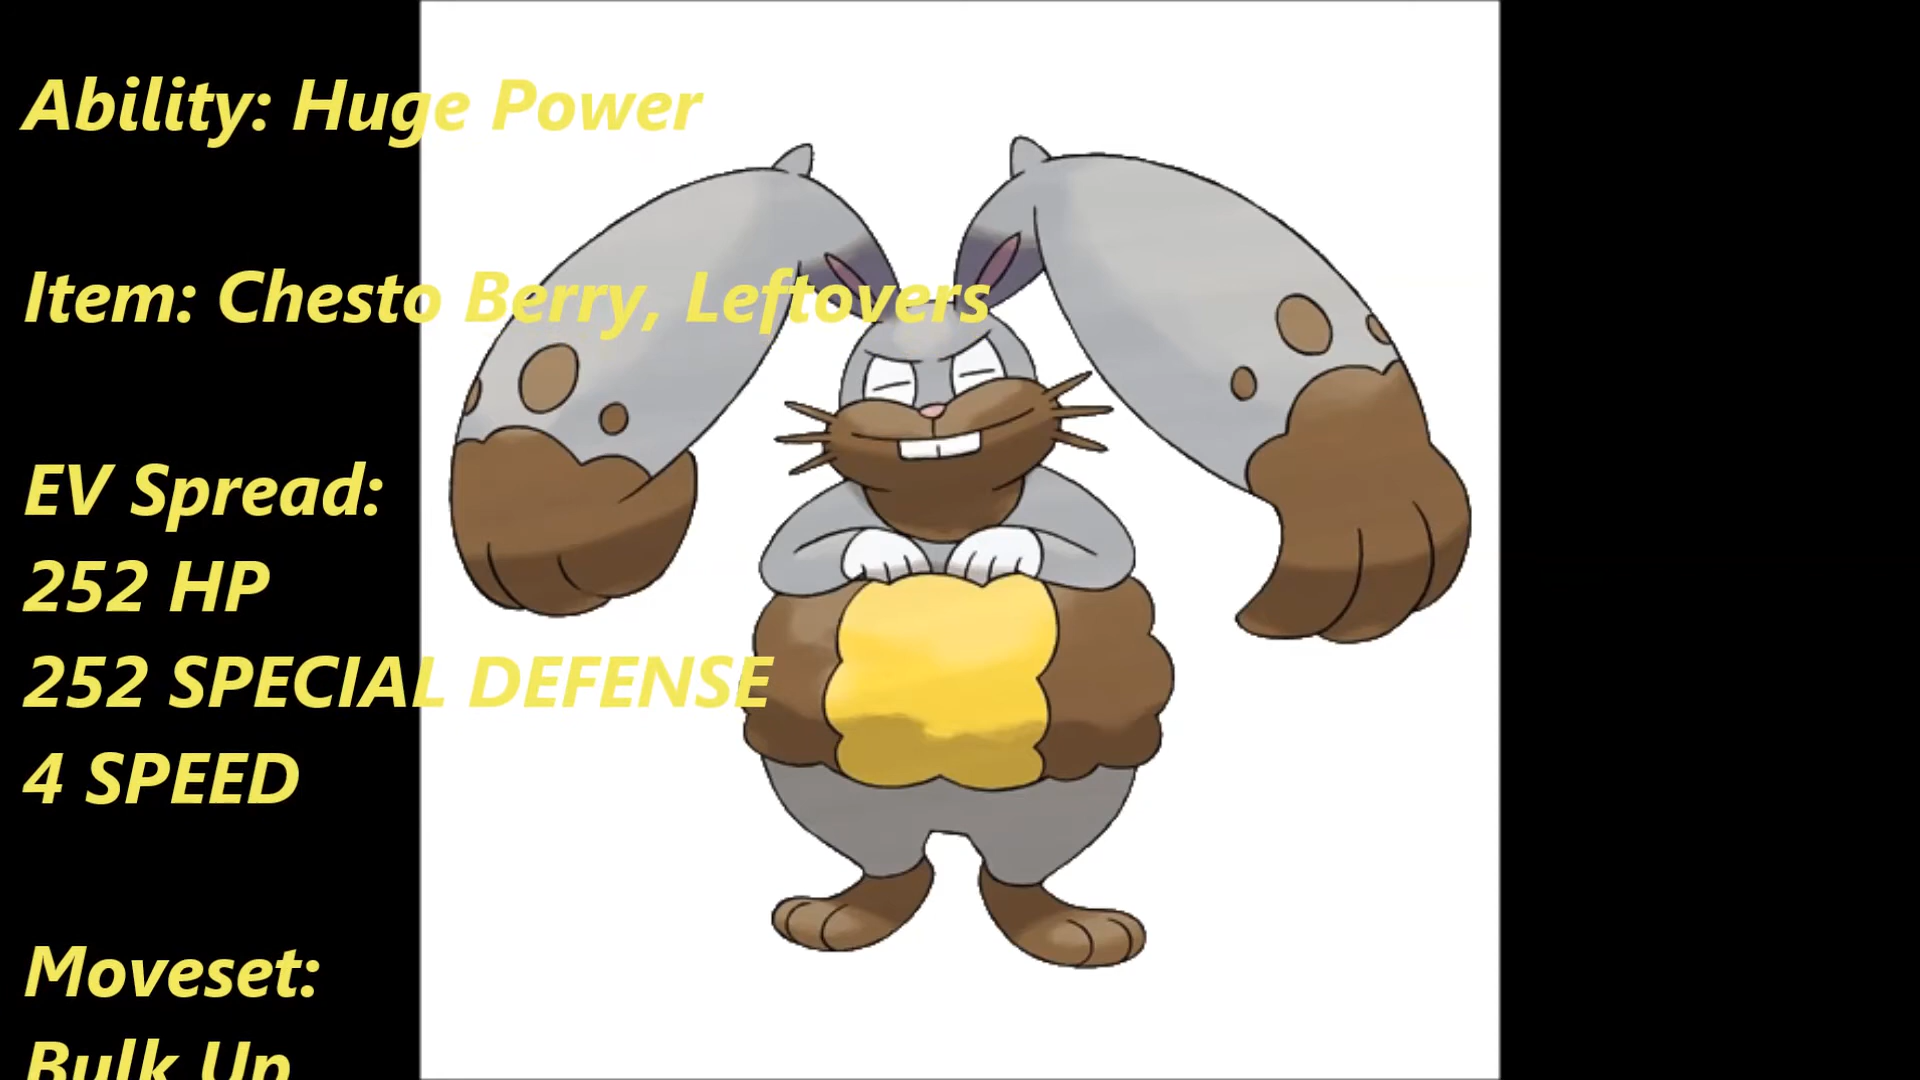 Ability: Huge Power
Item: Chesto Berry, Leftovers
EV Spread:
252 HP
252 SPECIAL DEFENSE
4 SPEED
Moveset:
Bulk Up